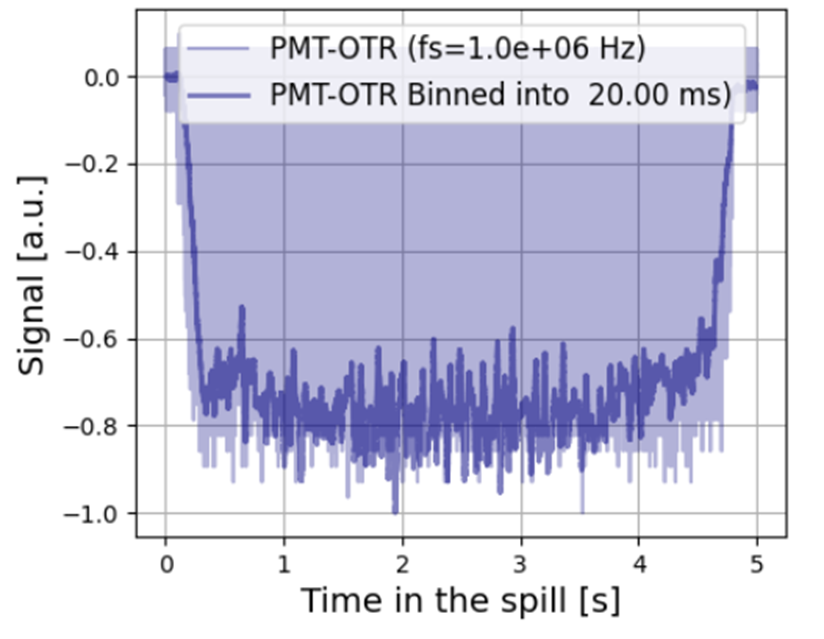 PMT-OTR (fs=1.0e+06 Hz)
PMT-OTR Binned into  20.00 ms)
0.0
−0.2
−0.4
−0.6
−0.8
−1.0
Signal [a.u.]
0 1 2 3 4 5
Time in the spill [s]